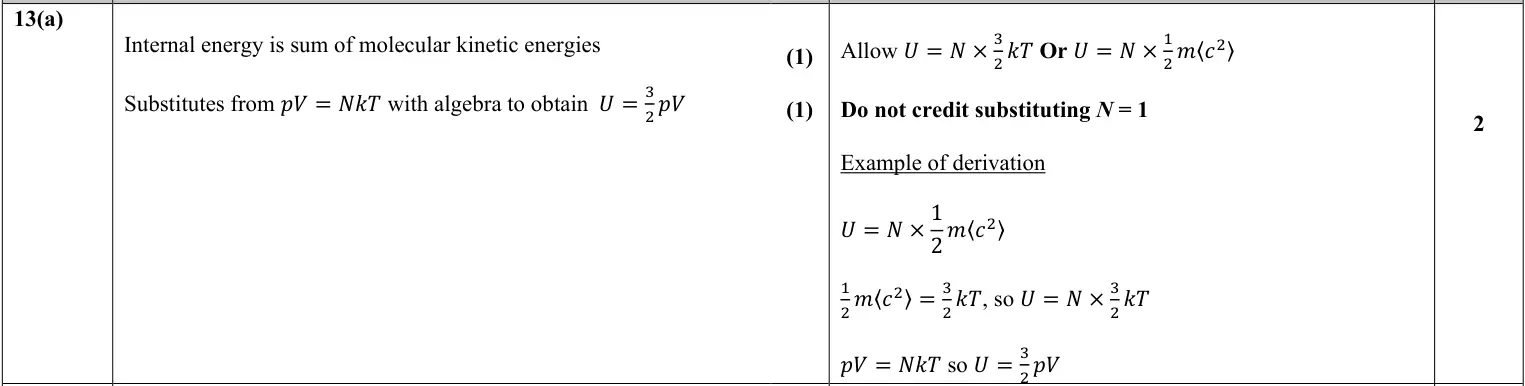 13(a)
Internal energy is sum of molecular kinetic energies (1)
Substitutes from 𝑝𝑉 = 𝑁𝑘𝑇 with algebra to obtain 𝑈 = 3/2 𝑝𝑉 (1)
Allow 𝑈 = 𝑁 × 3/2 𝑘𝑇 Or 𝑈 = 𝑁 × 1/2 𝑚⟨𝑐²⟩
Do not credit substituting N = 1
Example of derivation
𝑈 = 𝑁 × 1/2 𝑚⟨𝑐²⟩
1/2 𝑚⟨𝑐²⟩ = 3/2 𝑘𝑇, so 𝑈 = 𝑁 × 3/2 𝑘𝑇
𝑝𝑉 = 𝑁𝑘𝑇 so 𝑈 = 3/2 𝑝𝑉
2